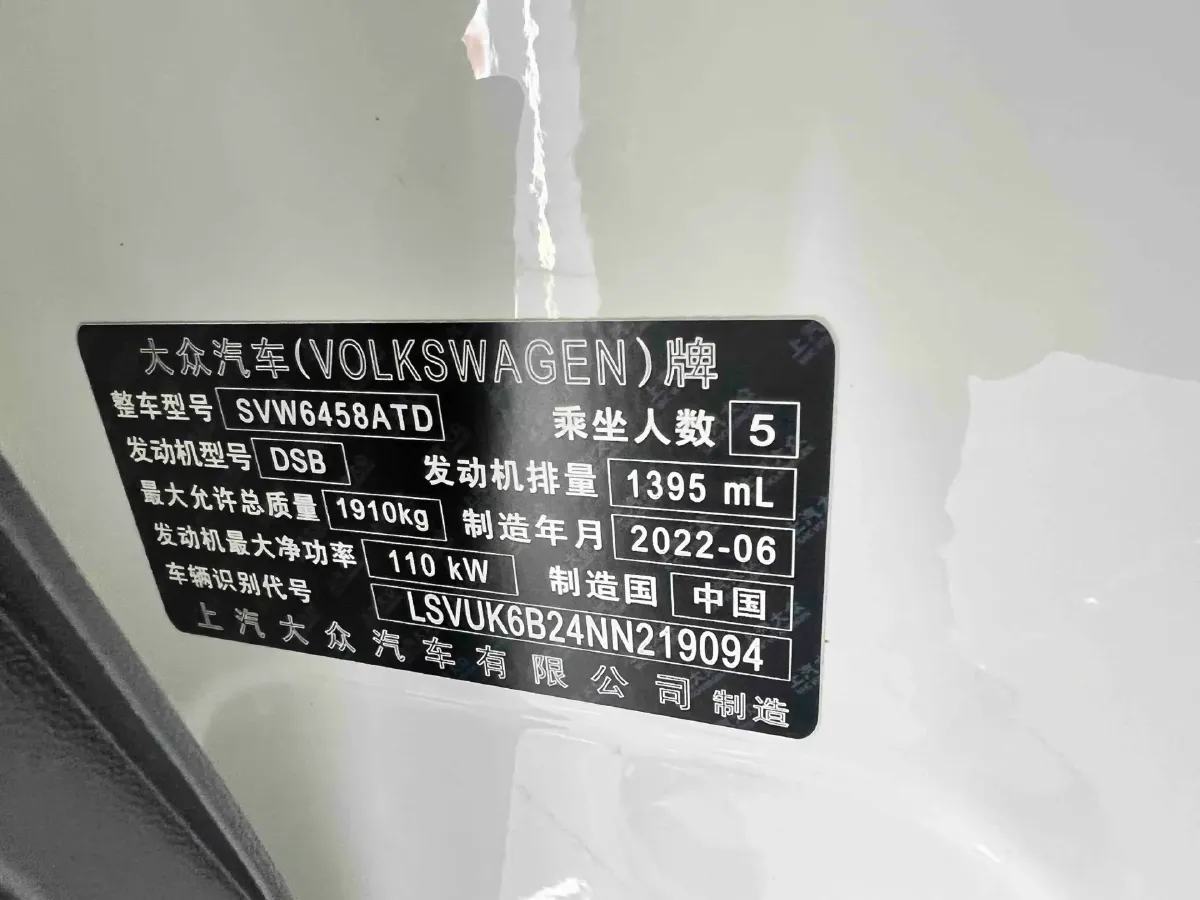 大众汽车(VOLKSWAGEN)牌
整车型号 SVW6458ATD 乘坐人数 5
发动机型号 DSB 发动机排量 1395 mL
最大允许总质量 1910kg 制造年月 2022-06
发动机最大净功率 110 kW 制造国 中国
车辆识别代号 LSVUK6B24NN219094
上汽大众汽车有限公司制造